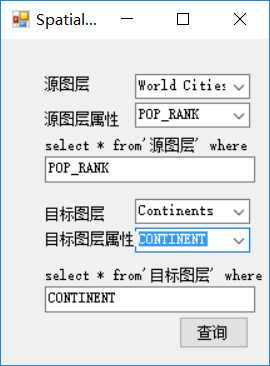 Spatial...
源图层 World Cities
源图层属性 POP_RANK
select * from'源图层' where
POP_RANK
目标图层 Continents
目标图层属性 CONTINENT
select * from'目标图层' where
CONTINENT
查询